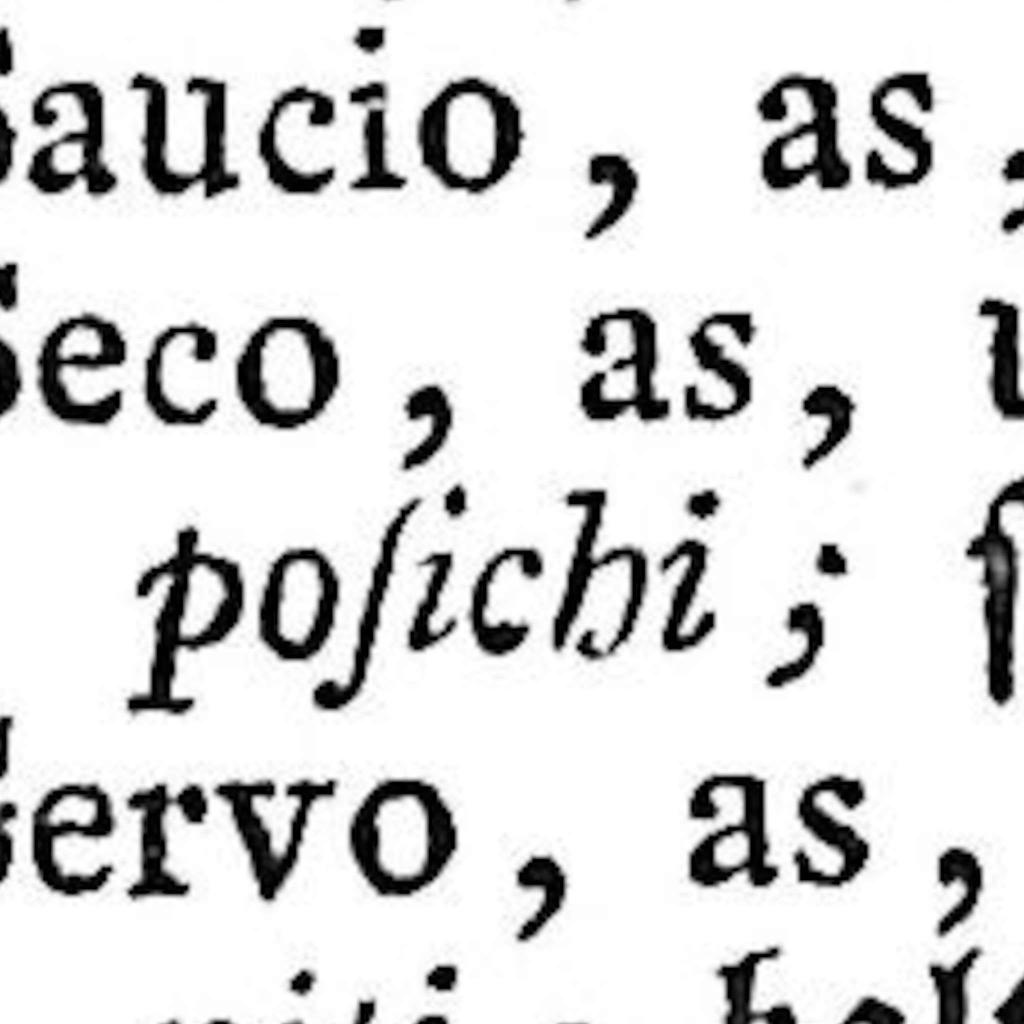 Saucio, as,
Seco, as,
poſichi;
Servo, as,